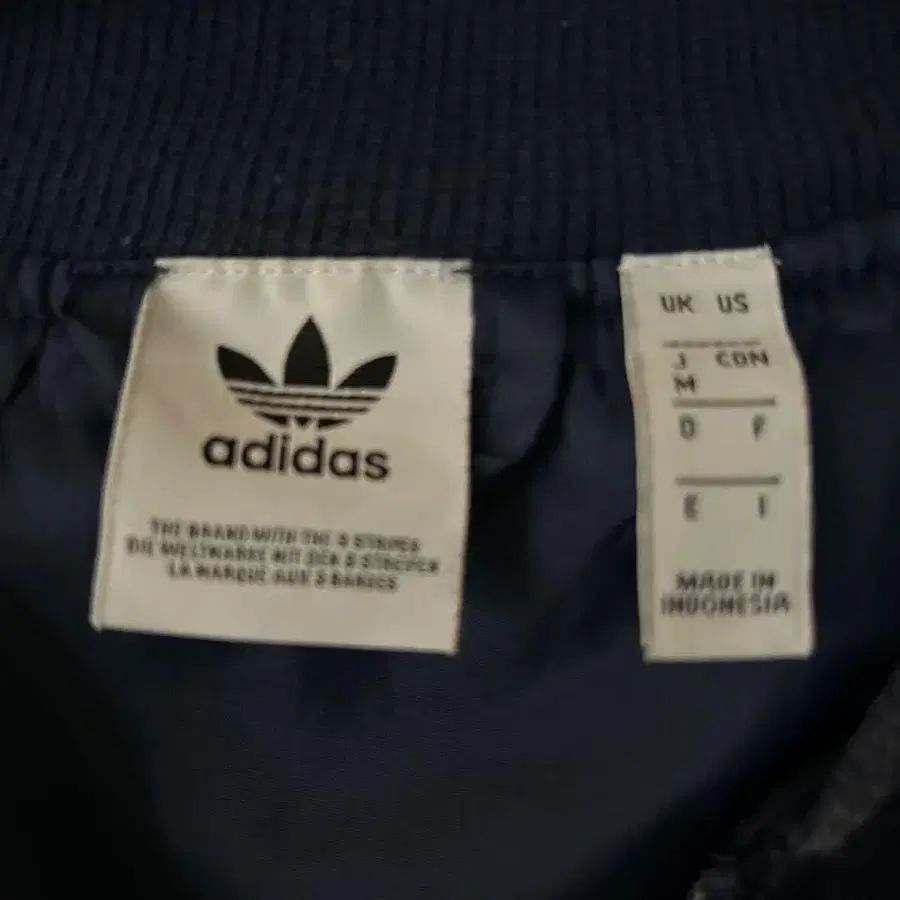 adidas
THE BRAND WITH THE 3 STRIPES
DIE WELTMARKE MIT DEN 3 STREIFEN
LA MARQUE AUX 3 BANDES
UK US
J CDN
M
D F
E I
MADE IN
INDONESIA